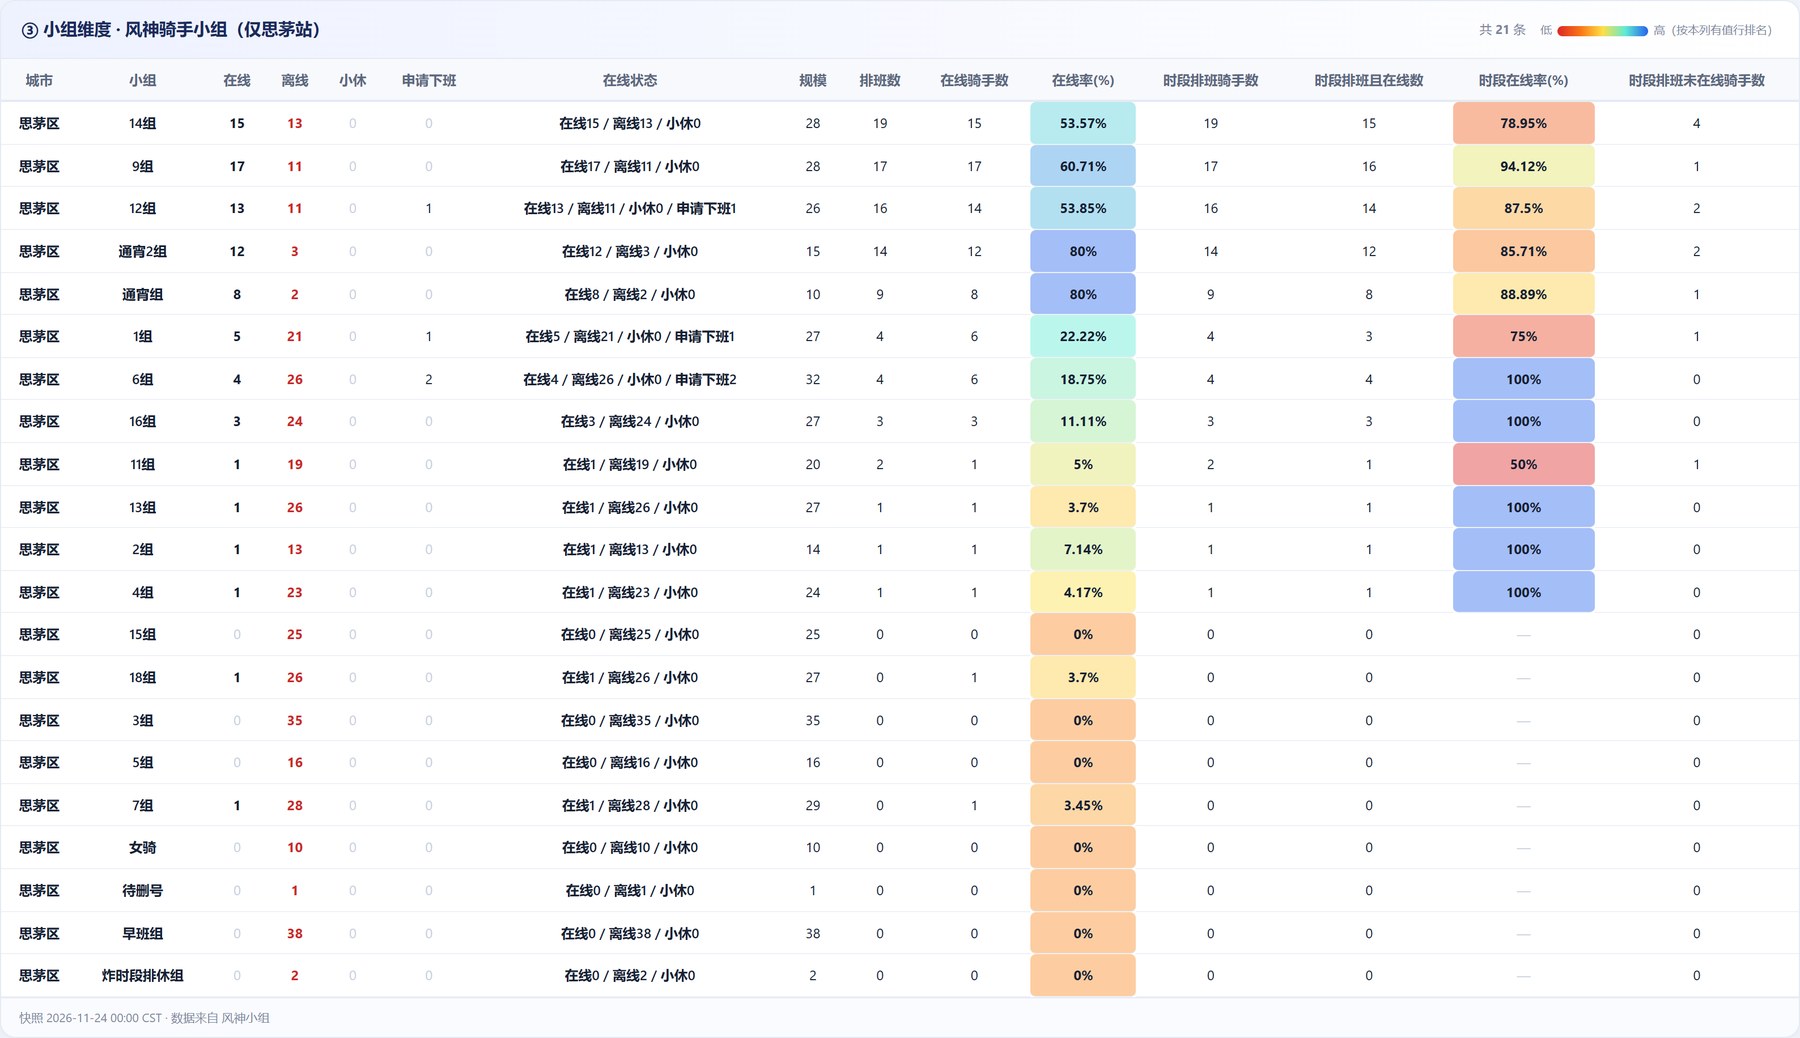 ③ 小组维度 · 风神骑手小组（仅思茅站）
共 21 条 低 高 (按本列有值行排名)
城市 小组 在线 离线 小休 申请下班 在线状态 规模 排班数 在线骑手数 在线率(%) 时段排班骑手数 时段排班且在线数 时段在线率(%) 时段排班未在线骑手数
思茅区 14组 15 13 0 0 在线15 / 离线13 / 小休0 28 19 15 53.57% 19 15 78.95% 4
思茅区 9组 17 11 0 0 在线17 / 离线11 / 小休0 28 17 17 60.71% 17 16 94.12% 1
思茅区 12组 13 11 0 1 在线13 / 离线11 / 小休0 / 申请下班1 26 16 14 53.85% 16 14 87.5% 2
思茅区 通宵2组 12 3 0 0 在线12 / 离线3 / 小休0 15 14 12 80% 14 12 85.71% 2
思茅区 通宵组 8 2 0 0 在线8 / 离线2 / 小休0 10 9 8 80% 9 8 88.89% 1
思茅区 1组 5 21 0 1 在线5 / 离线21 / 小休0 / 申请下班1 27 4 6 22.22% 4 3 75% 1
思茅区 6组 4 26 0 2 在线4 / 离线26 / 小休0 / 申请下班2 32 4 6 18.75% 4 4 100% 0
思茅区 16组 3 24 0 0 在线3 / 离线24 / 小休0 27 3 3 11.11% 3 3 100% 0
思茅区 11组 1 19 0 0 在线1 / 离线19 / 小休0 20 2 1 5% 2 1 50% 1
思茅区 13组 1 26 0 0 在线1 / 离线26 / 小休0 27 1 1 3.7% 1 1 100% 0
思茅区 2组 1 13 0 0 在线1 / 离线13 / 小休0 14 1 1 7.14% 1 1 100% 0
思茅区 4组 1 23 0 0 在线1 / 离线23 / 小休0 24 1 1 4.17% 1 1 100% 0
思茅区 15组 0 25 0 0 在线0 / 离线25 / 小休0 25 0 0 0% 0 0 — 0
思茅区 18组 1 26 0 0 在线1 / 离线26 / 小休0 27 0 1 3.7% 0 0 — 0
思茅区 3组 0 35 0 0 在线0 / 离线35 / 小休0 35 0 0 0% 0 0 — 0
思茅区 5组 0 16 0 0 在线0 / 离线16 / 小休0 16 0 0 0% 0 0 — 0
思茅区 7组 1 28 0 0 在线1 / 离线28 / 小休0 29 0 1 3.45% 0 0 — 0
思茅区 女骑 0 10 0 0 在线0 / 离线10 / 小休0 10 0 0 0% 0 0 — 0
思茅区 待删号 0 1 0 0 在线0 / 离线1 / 小休0 1 0 0 0% 0 0 — 0
思茅区 早班组 0 38 0 0 在线0 / 离线38 / 小休0 38 0 0 0% 0 0 — 0
思茅区 炸时段排休组 0 2 0 0 在线0 / 离线2 / 小休0 2 0 0 0% 0 0 — 0
快照 2026-11-24 00:00 CST · 数据来自 风神小组